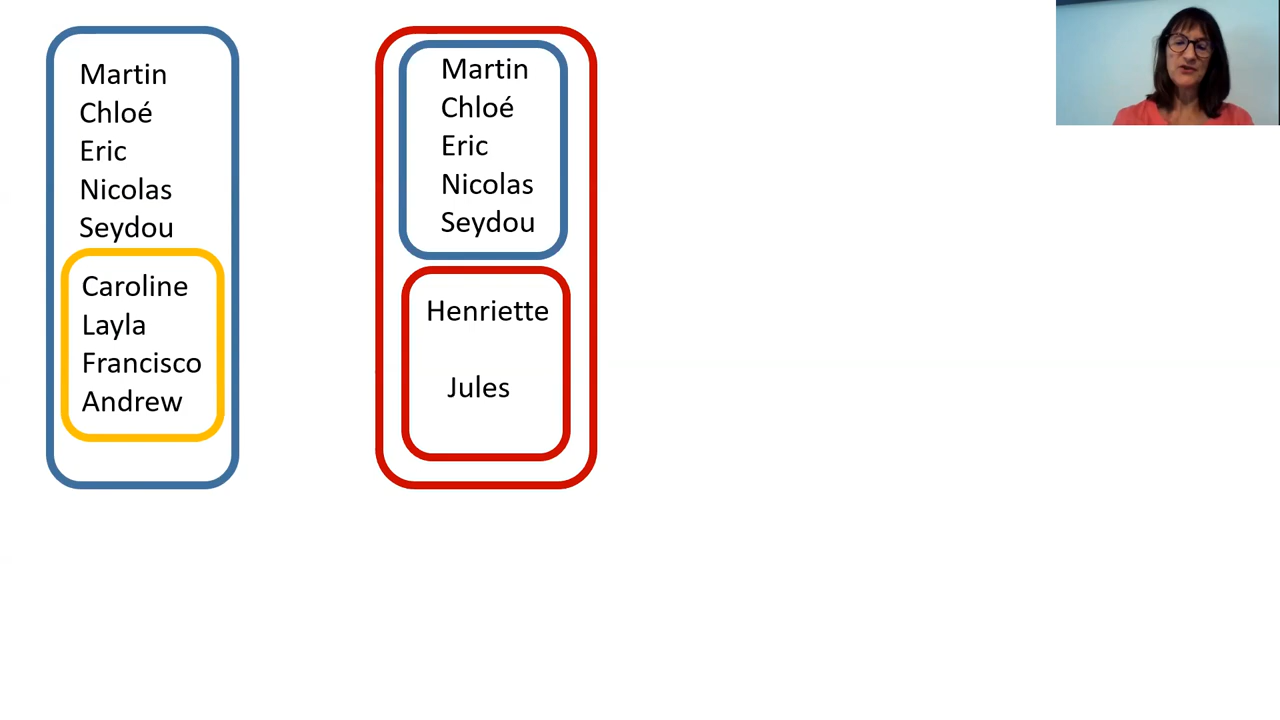 Martin
Chloé
Eric
Nicolas
Seydou
Caroline
Layla
Francisco
Andrew
Martin
Chloé
Eric
Nicolas
Seydou
Henriette
Jules